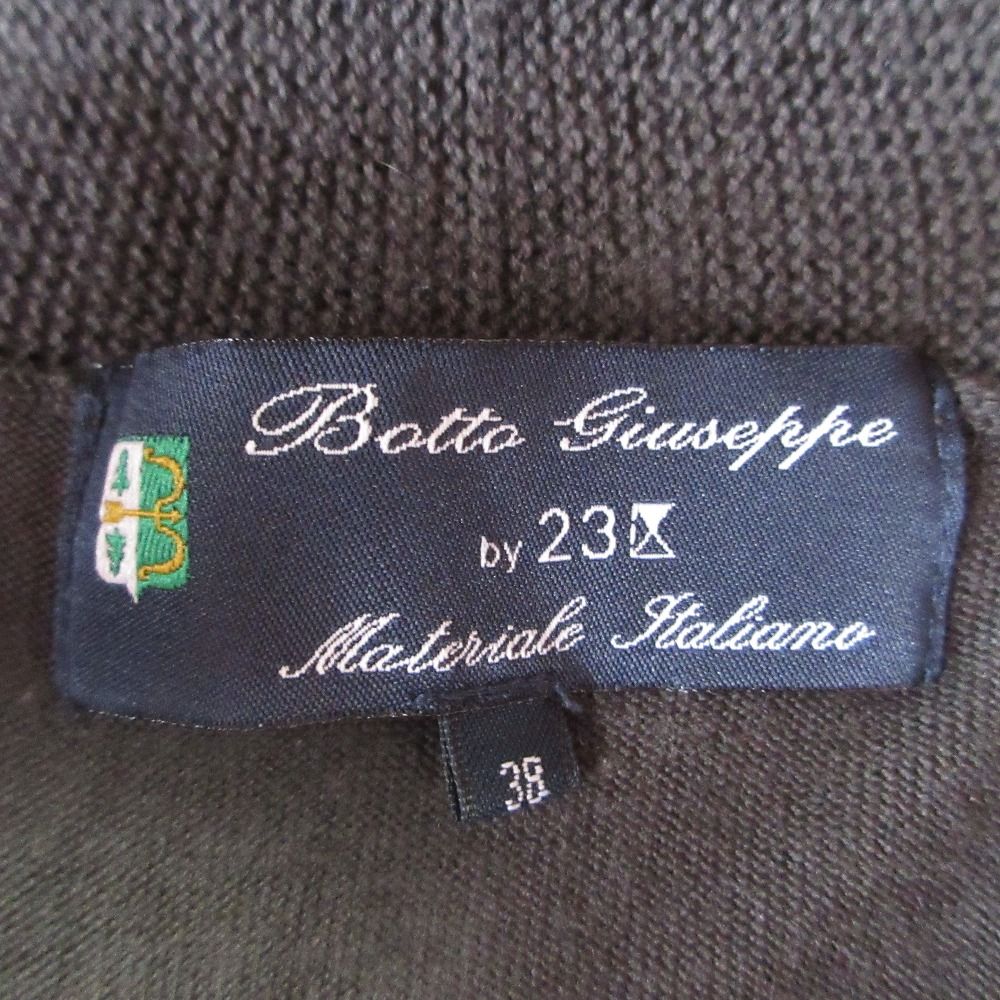 Botto Giuseppe
by 23区
Materiale Italiano
38